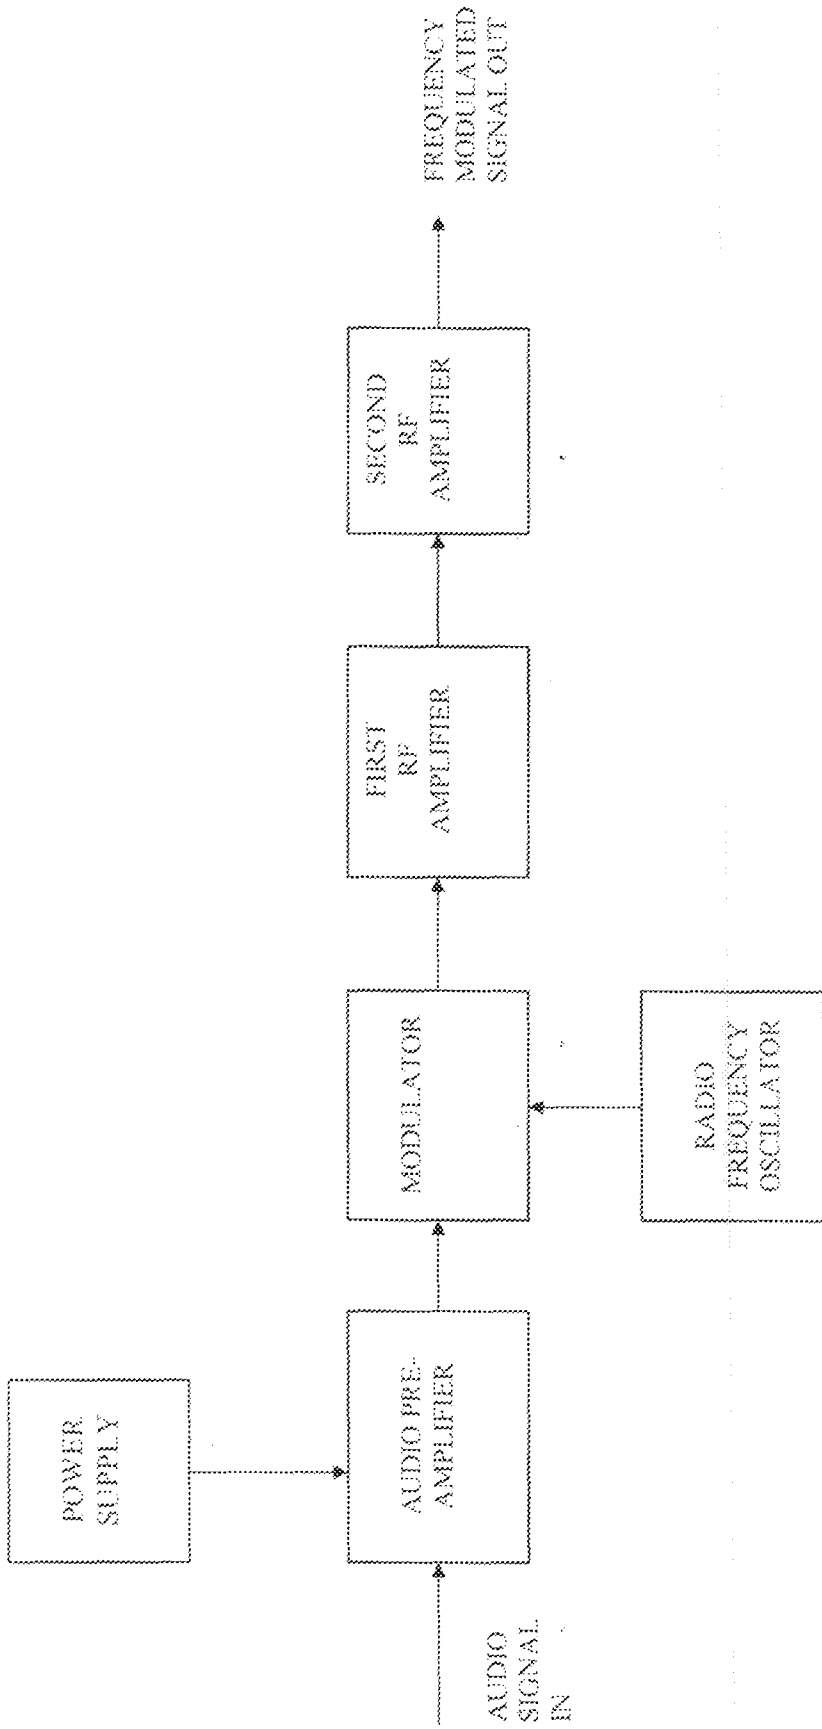 POWER
SUPPLY
AUDIO
SIGNAL
IN
AUDIO PRE-
AMPLIFIER
MODULATOR
RADIO
FREQUENCY
OSCILLATOR
FIRST
RF
AMPLIFIER
SECOND
RF
AMPLIFIER
FREQUENCY
MODULATED
SIGNAL OUT